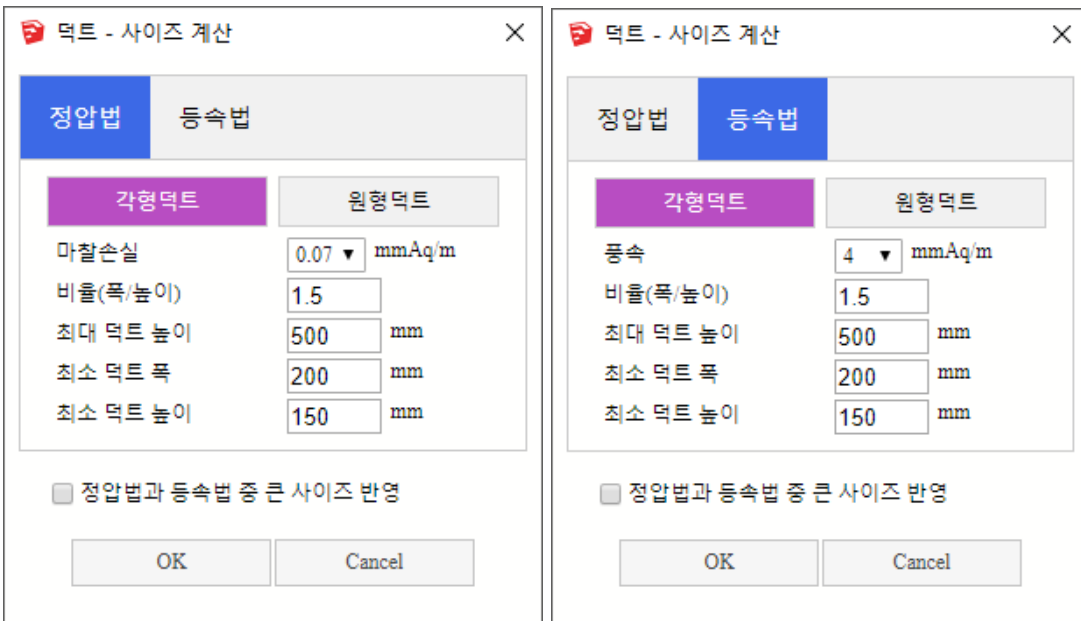 덕트 - 사이즈 계산
정압법 등속법
각형덕트 원형덕트
마찰손실 0.07 mmAq/m
비율(폭/높이) 1.5
최대 덕트 높이 500 mm
최소 덕트 폭 200 mm
최소 덕트 높이 150 mm
정압법과 등속법 중 큰 사이즈 반영
OK Cancel
덕트 - 사이즈 계산
정압법 등속법
각형덕트 원형덕트
풍속 4 mmAq/m
비율(폭/높이) 1.5
최대 덕트 높이 500 mm
최소 덕트 폭 200 mm
최소 덕트 높이 150 mm
정압법과 등속법 중 큰 사이즈 반영
OK Cancel